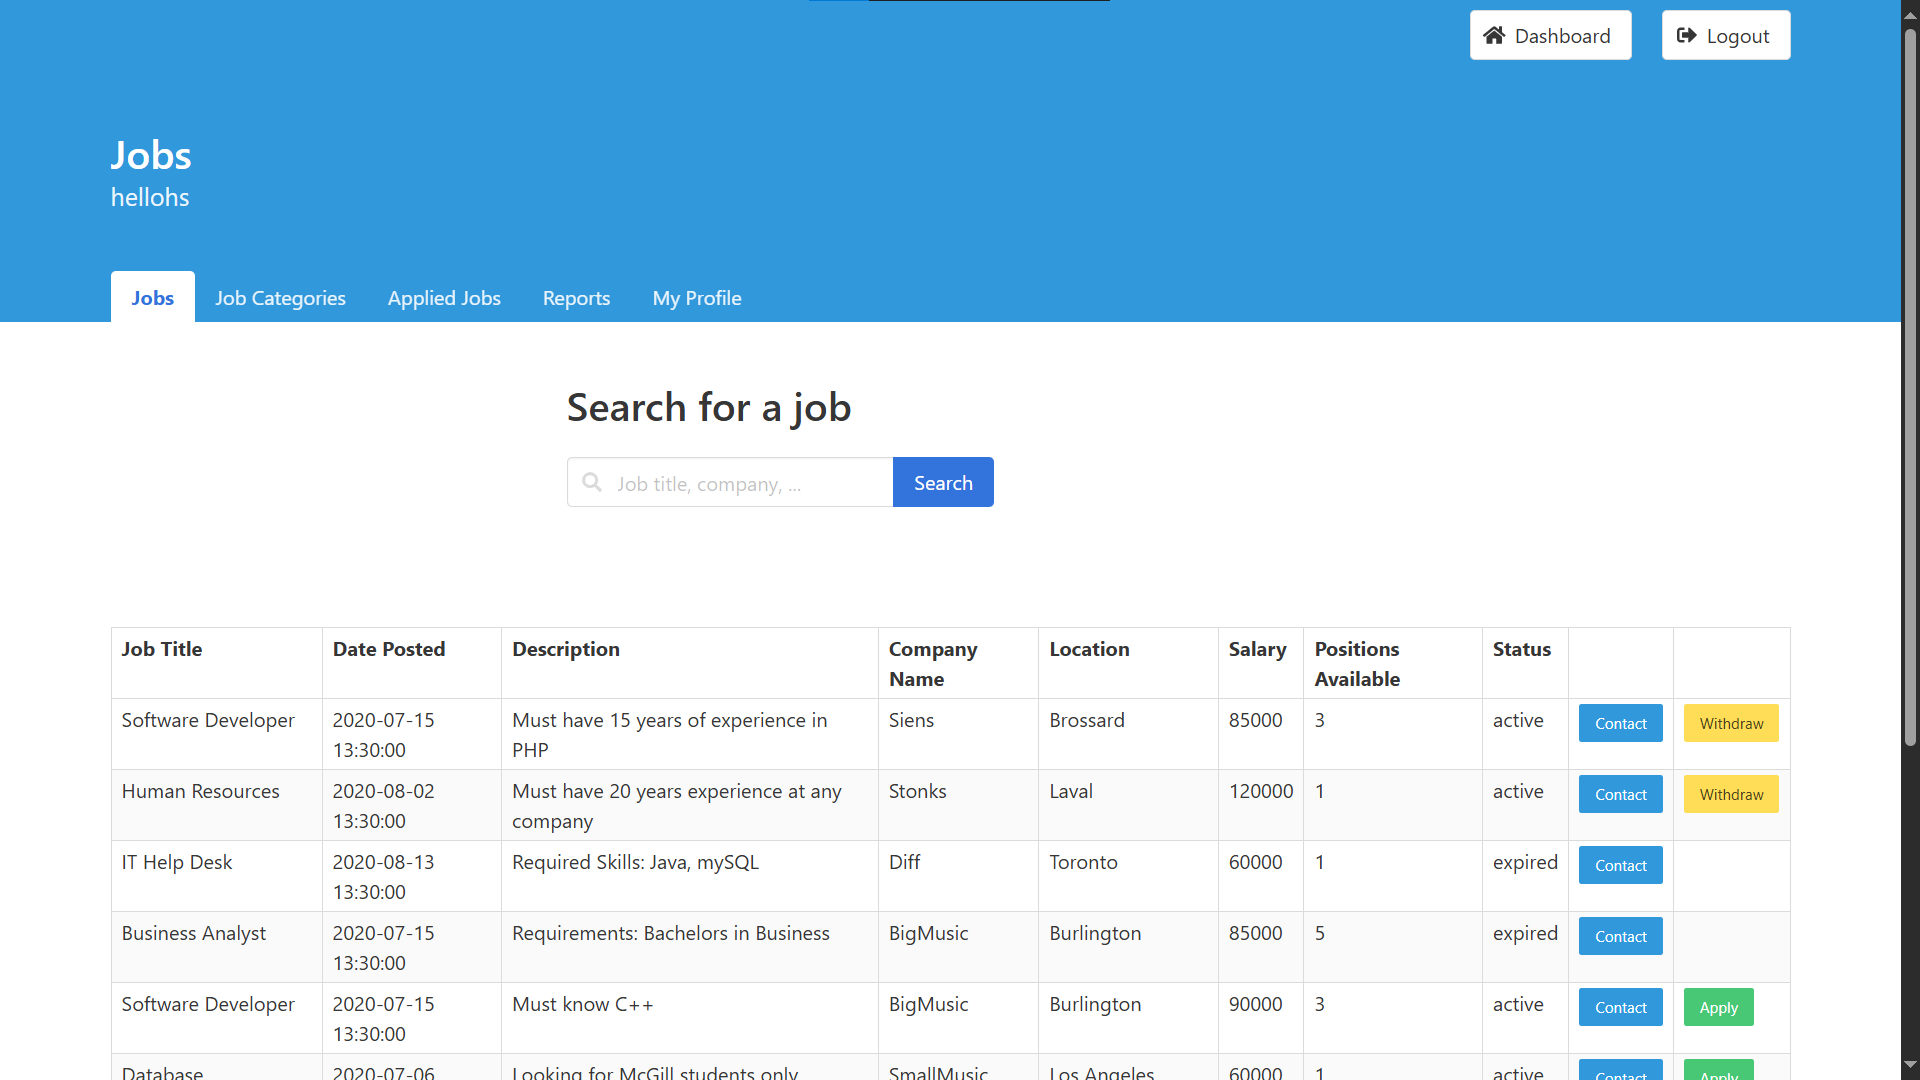 Dashboard
Logout
Jobs
hellohs
Jobs Job Categories Applied Jobs Reports My Profile
Search for a job
Job title, company, ... Search
Job Title Date Posted Description Company Name Location Salary Positions Available Status
Software Developer 2020-07-15 13:30:00 Must have 15 years of experience in PHP Siens Brossard 85000 3 active Contact Withdraw
Human Resources 2020-08-02 13:30:00 Must have 20 years experience at any company Stonks Laval 120000 1 active Contact Withdraw
IT Help Desk 2020-08-13 13:30:00 Required Skills: Java, mySQL Diff Toronto 60000 1 expired Contact
Business Analyst 2020-07-15 13:30:00 Requirements: Bachelors in Business BigMusic Burlington 85000 5 expired Contact
Software Developer 2020-07-15 13:30:00 Must know C++ BigMusic Burlington 90000 3 active Contact Apply
Database 2020-07-06 Looking for McGill students only SmallMusic Los Angeles 60000 1 active Contact Apply